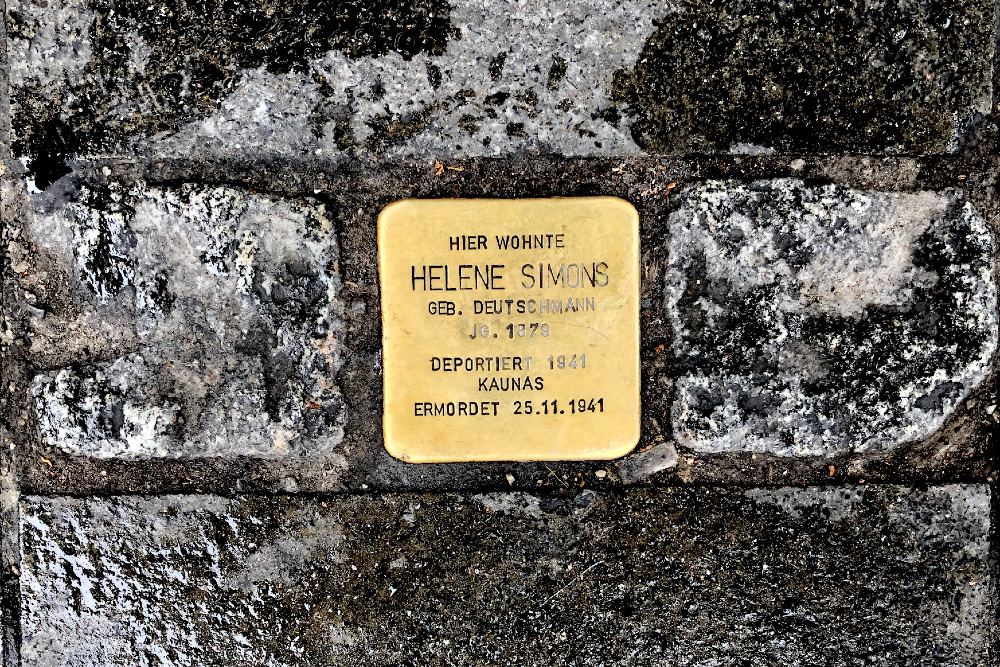 HIER WOHNTE
HELENE SIMONS
GEB. DEUTSCHMANN
JG. 1878
DEPORTIERT 1941
KAUNAS
ERMORDET 25.11.1941